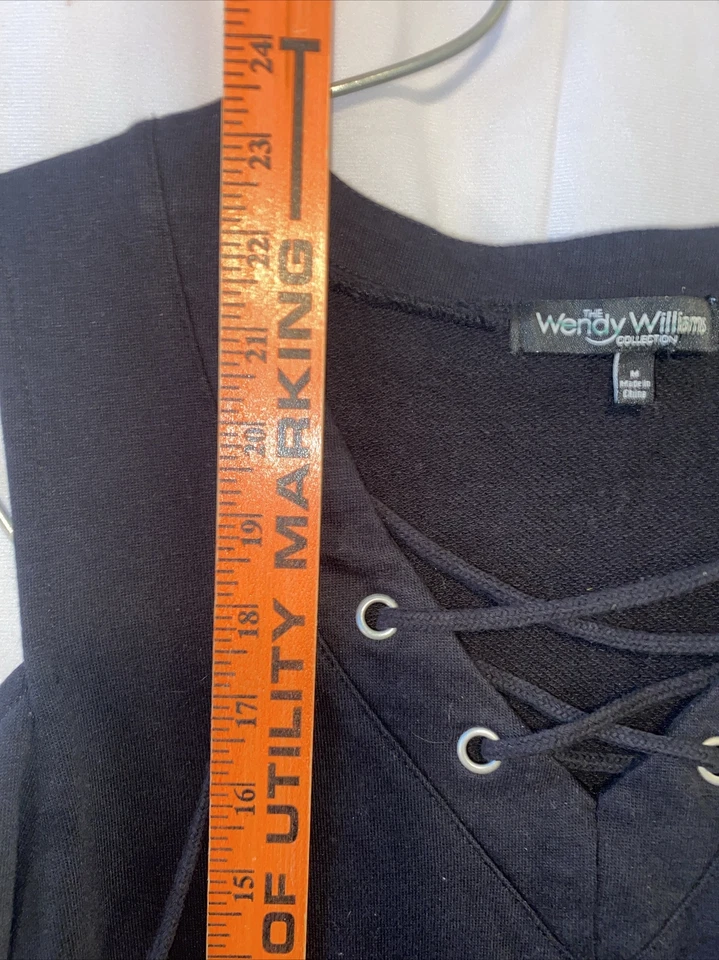 24
23
22
21
20
19
18
17
16
15
OF UTILITY MARKING
THE
Wendy Williams
COLLECTION
M
Made in
China